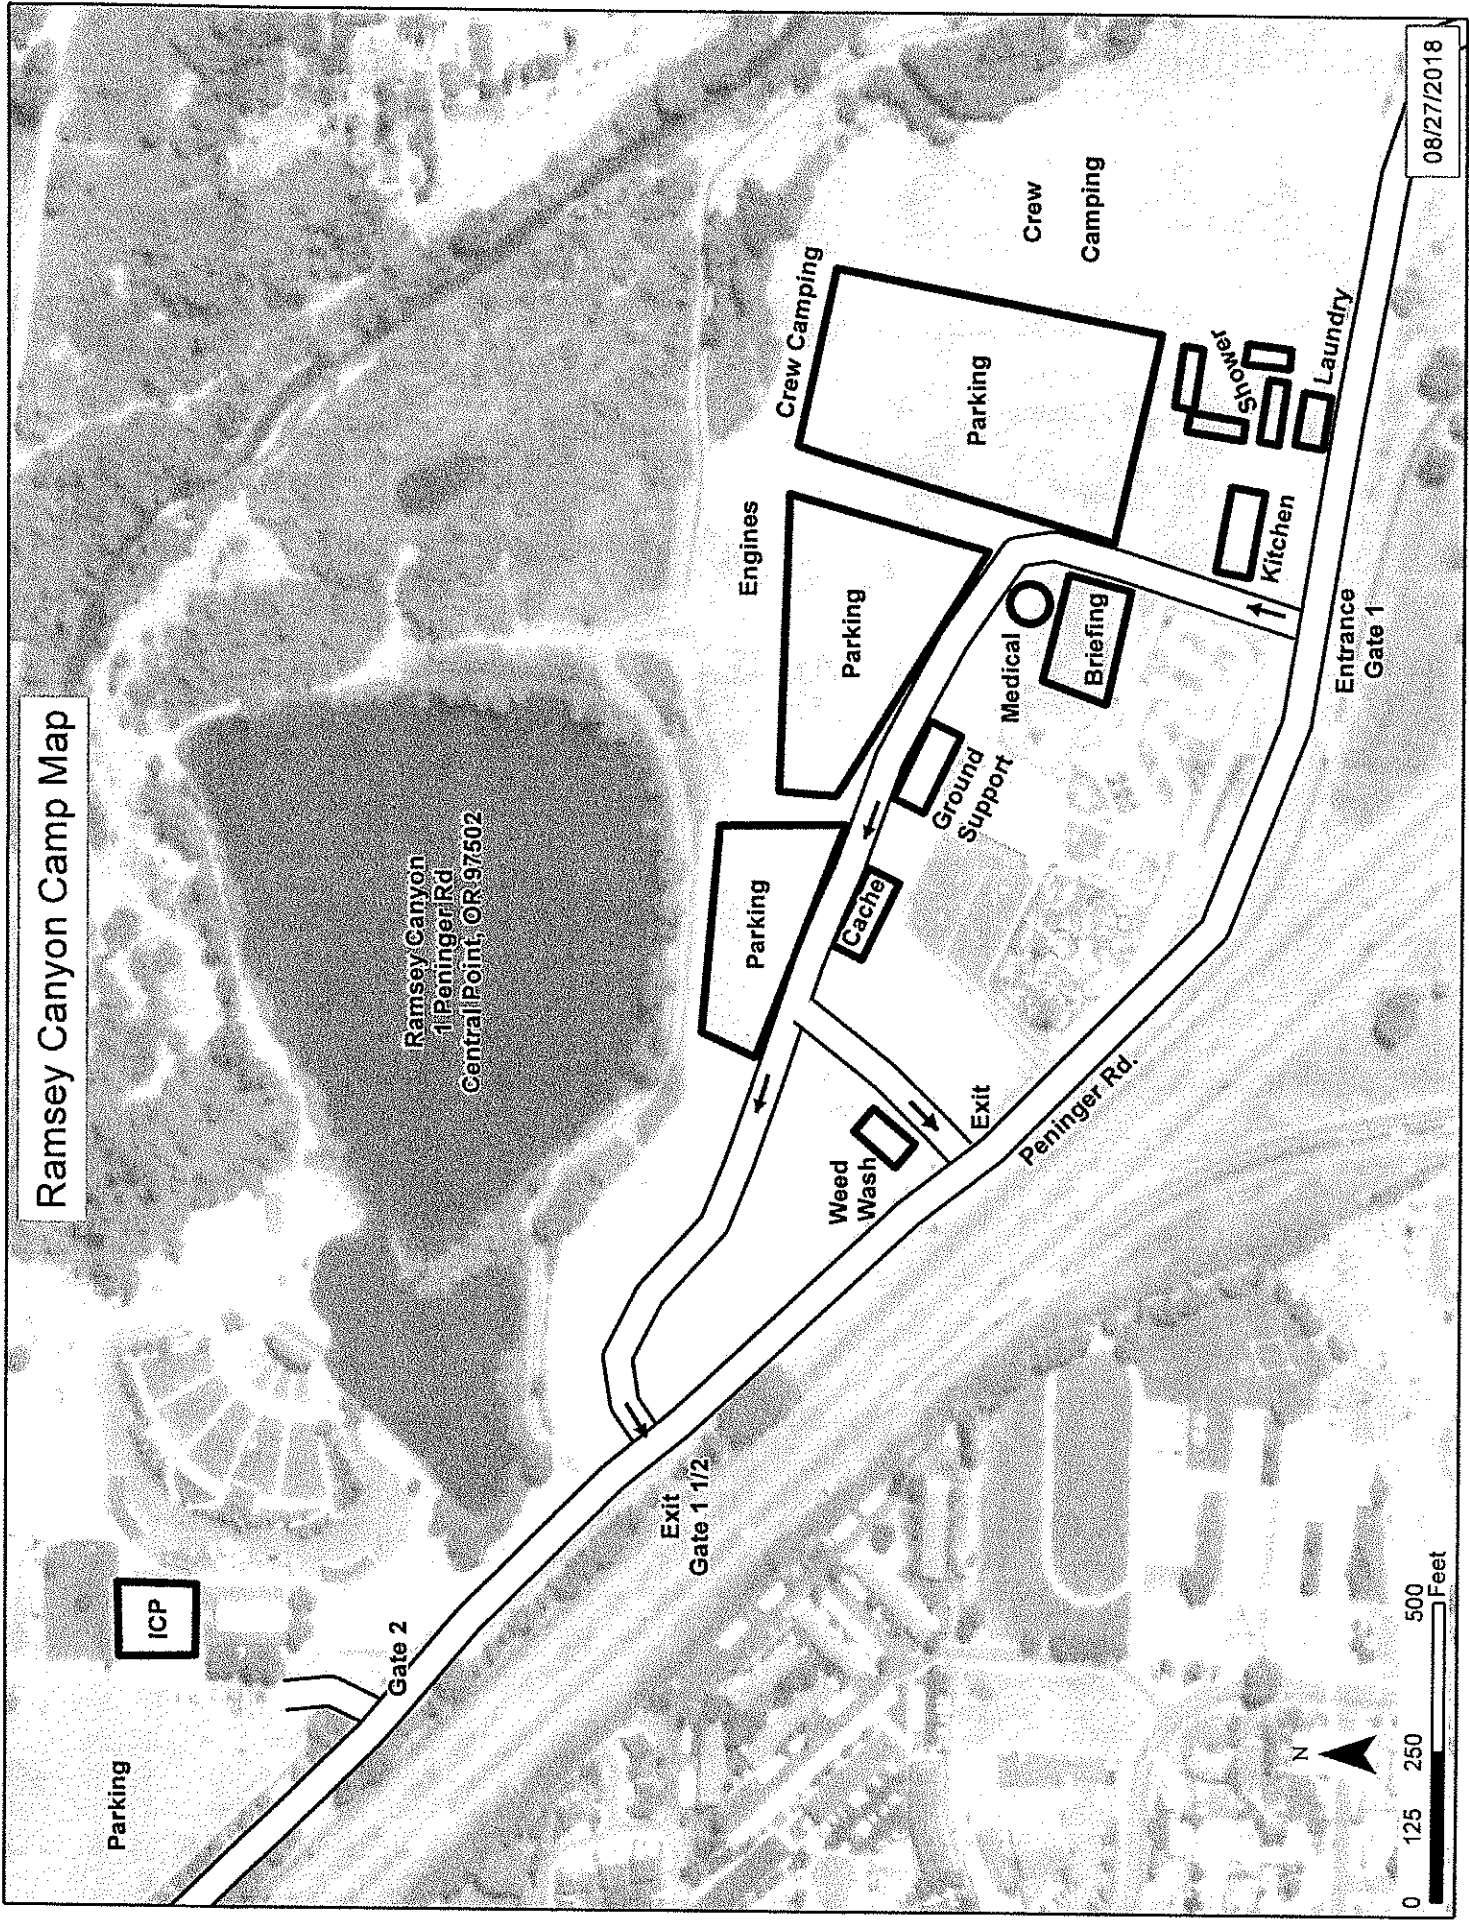 Ramsey Canyon Camp Map
ICP
Parking
Gate 2
Ramsey Canyon
1 Peninger Rd
Central Point, OR 97502
Exit
Gate 1 1/2
Parking
Engines
Parking
Crew Camping
Parking
Crew
Camping
Weed
Wash
Cache
Ground
Support
Medical
Briefing
Exit
Peninger Rd.
Shower
Laundry
Kitchen
Entrance
Gate 1
N
0 125 250 500
Feet
08/27/2018